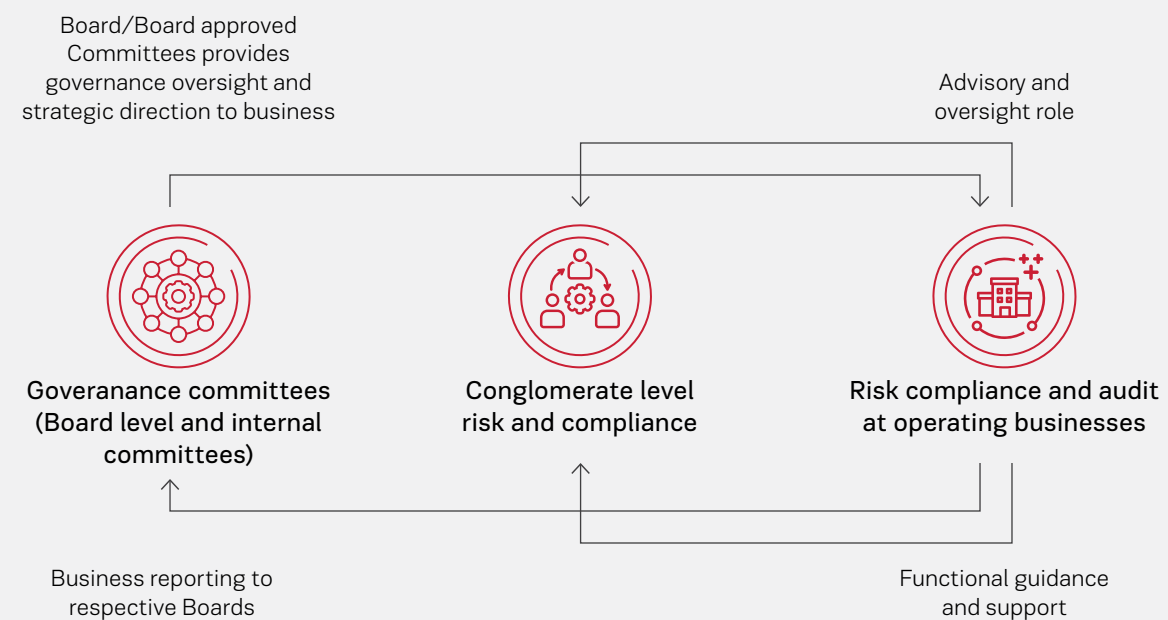 Board/Board approved
Committees provides
governance oversight and
strategic direction to business
Advisory and
oversight role
Goveranance committees
(Board level and internal
committees)
Conglomerate level
risk and compliance
Risk compliance and audit
at operating businesses
Business reporting to
respective Boards
Functional guidance
and support